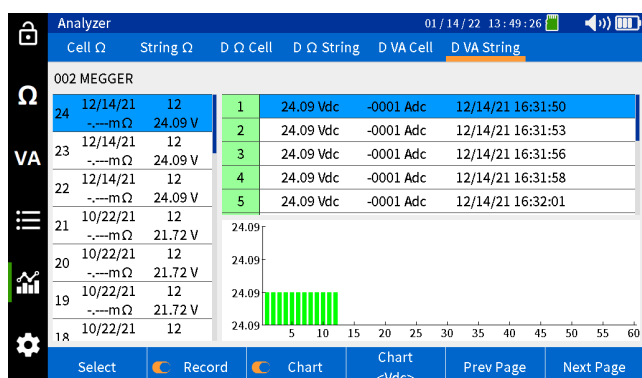 Analyzer 01/14/22 13:49:26
Cell Ω String Ω D Ω Cell D Ω String D VA Cell D VA String
002 MEGGER
Ω
VA
24 12/14/21 12
-.---mΩ 24.09 V
23 12/14/21 12
-.---mΩ 24.09 V
22 12/14/21 12
-.---mΩ 24.09 V
21 10/22/21 12
-.---mΩ 21.72 V
20 10/22/21 12
-.---mΩ 21.72 V
19 10/22/21 12
-.---mΩ 21.72 V
18 10/22/21 12
1 24.09 Vdc -0001 Adc 12/14/21 16:31:50
2 24.09 Vdc -0001 Adc 12/14/21 16:31:53
3 24.09 Vdc -0001 Adc 12/14/21 16:31:56
4 24.09 Vdc -0001 Adc 12/14/21 16:31:58
5 24.09 Vdc -0001 Adc 12/14/21 16:32:01
24.09
24.09
24.09
24.09
5 10 15 20 25 30 35 40 45 50 55 60
Select Record Chart Chart Prev Page Next Page
<Vdc>